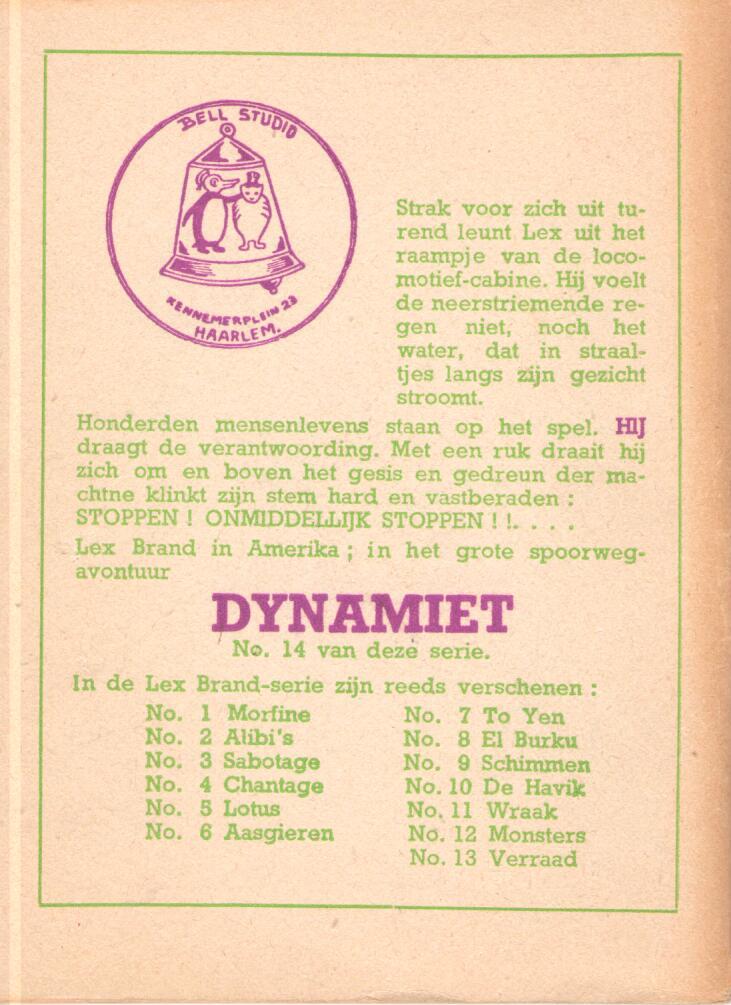 BELL STUDIO
KENNEMERPLEIN 23
HAARLEM.
Strak voor zich uit tu-
rend leunt Lex uit het
raampje van de loco-
motief-cabine. Hij voelt
de neerstriemende re-
gen niet, noch het
water, dat in straal-
tjes langs zijn gezicht
stroomt.
Honderden mensenlevens staan op het spel. HIJ
draagt de verantwoording. Met een ruk draait hij
zich om en boven het gesis en gedreun der ma-
chtne klinkt zijn stem hard en vastberaden :
STOPPEN ! ONMIDDELLIJK STOPPEN ! !. . . .
Lex Brand in Amerika ; in het grote spoorweg-
avontuur
DYNAMIET
No. 14 van deze serie.
In de Lex Brand-serie zijn reeds verschenen :
No. 1 Morfine
No. 2 Alibi's
No. 3 Sabotage
No. 4 Chantage
No. 5 Lotus
No. 6 Aasgieren
No. 7 To Yen
No. 8 El Burku
No. 9 Schimmen
No. 10 De Havik
No. 11 Wraak
No. 12 Monsters
No. 13 Verraad